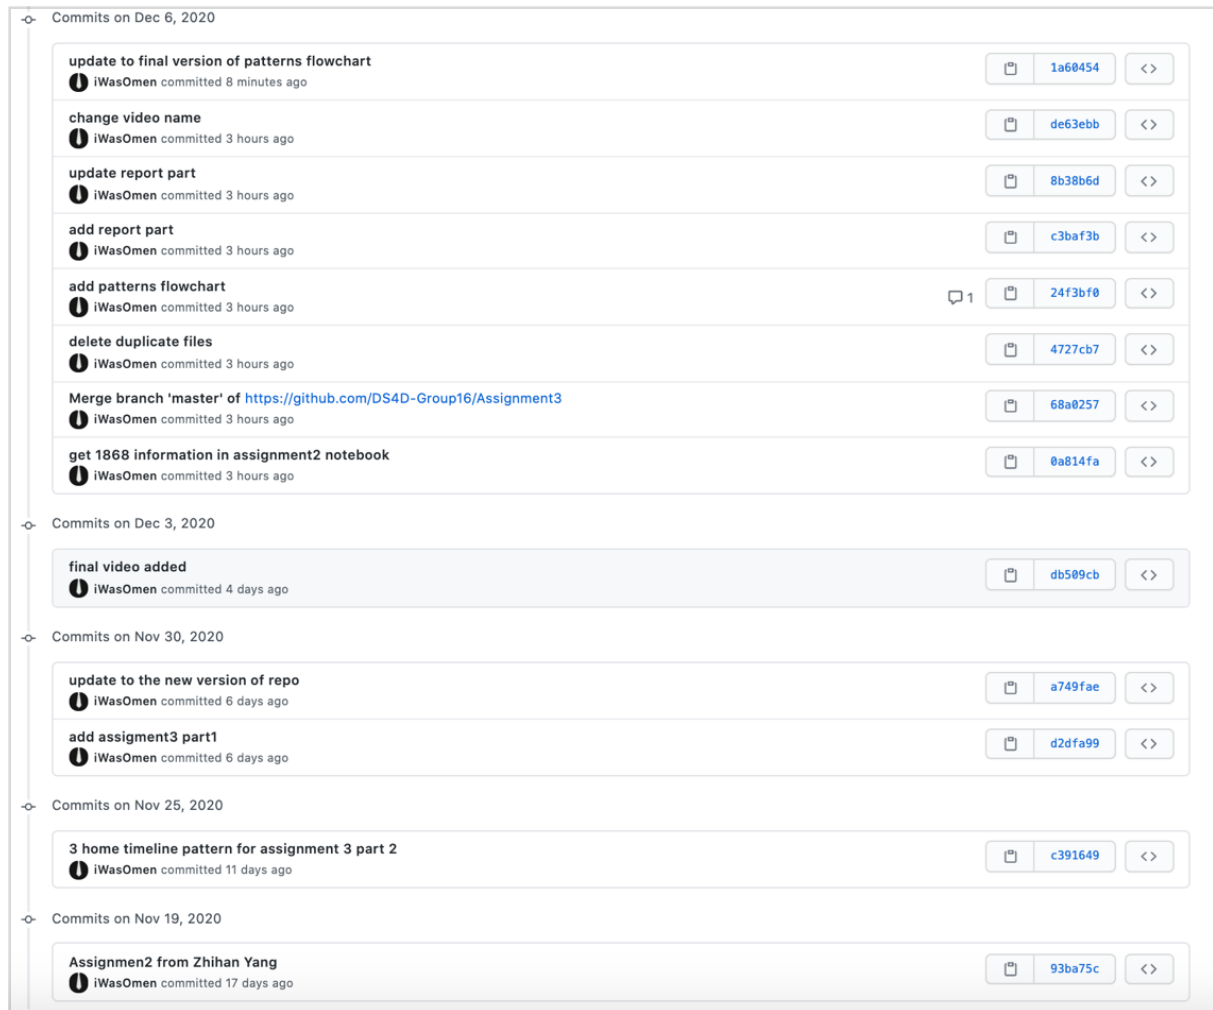 Commits on Dec 6, 2020
update to final version of patterns flowchart
iWasOmen committed 8 minutes ago
1a60454
change video name
iWasOmen committed 3 hours ago
de63ebb
update report part
iWasOmen committed 3 hours ago
8b38b6d
add report part
iWasOmen committed 3 hours ago
c3baf3b
add patterns flowchart
iWasOmen committed 3 hours ago
1
24f3bf0
delete duplicate files
iWasOmen committed 3 hours ago
4727cb7
Merge branch 'master' of https://github.com/DS4D-Group16/Assignment3
iWasOmen committed 3 hours ago
68a0257
get 1868 information in assignment2 notebook
iWasOmen committed 3 hours ago
0a814fa
Commits on Dec 3, 2020
final video added
iWasOmen committed 4 days ago
db509cb
Commits on Nov 30, 2020
update to the new version of repo
iWasOmen committed 6 days ago
a749fae
add assigment3 part1
iWasOmen committed 6 days ago
d2dfa99
Commits on Nov 25, 2020
3 home timeline pattern for assignment 3 part 2
iWasOmen committed 11 days ago
c391649
Commits on Nov 19, 2020
Assignmen2 from Zhihan Yang
iWasOmen committed 17 days ago
93ba75c